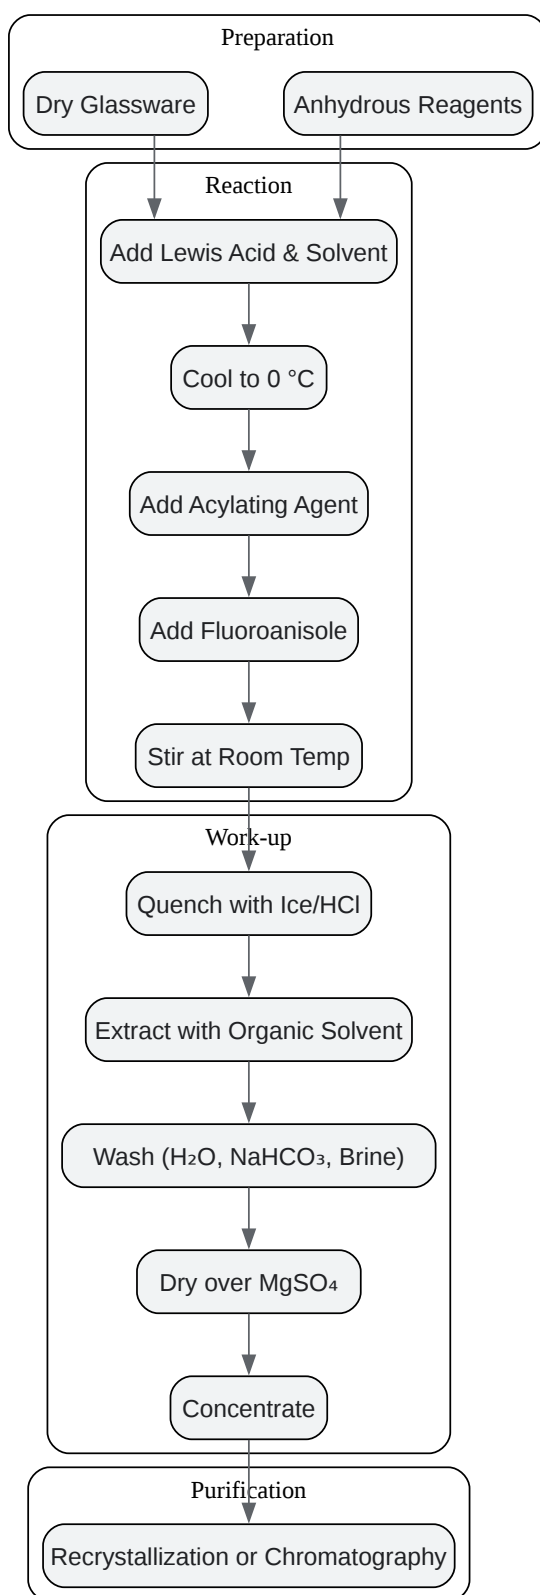 Preparation
Dry Glassware
Anhydrous Reagents
Reaction
Add Lewis Acid & Solvent
Cool to 0 °C
Add Acylating Agent
Add Fluoroanisole
Stir at Room Temp
Work-up
Quench with Ice/HCl
Extract with Organic Solvent
Wash (H₂O, NaHCO₃, Brine)
Dry over MgSO₄
Concentrate
Purification
Recrystallization or Chromatography